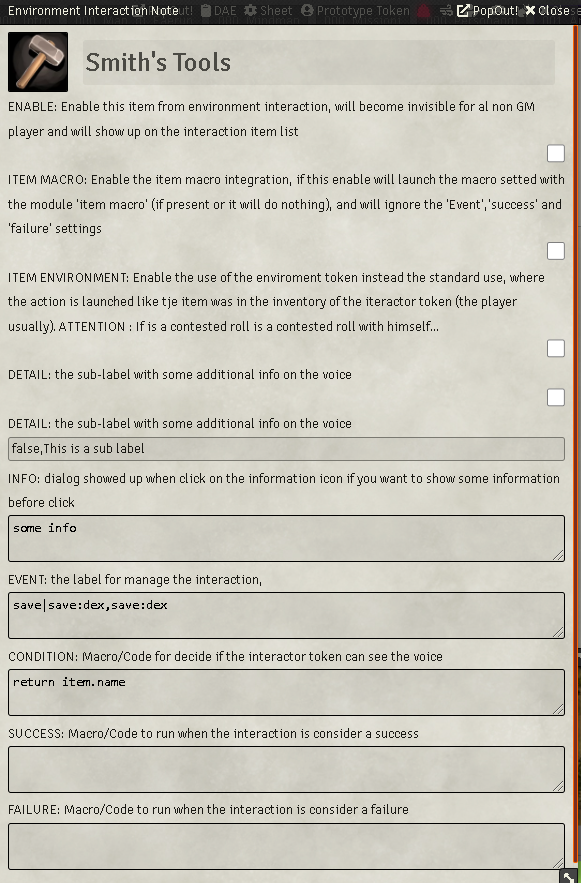 Environment Interaction Note PopOut! DAE Sheet Prototype Token PopOut! Close
Smith's Tools
ENABLE: Enable this item from environment interaction, will become invisible for al non GM
player and will show up on the interaction item list
ITEM MACRO: Enable the item macro integration, if this enable will launch the macro setted with
the module 'item macro' (if present or it will do nothing), and will ignore the 'Event','success' and
'failure' settings
ITEM ENVIRONMENT: Enable the use of the enviroment token instead the standard use, where
the action is launched like tje item was in the inventory of the iteractor token (the player
usually). ATTENTION : If is a contested roll is a contested roll with himself...
DETAIL: the sub-label with some additional info on the voice
DETAIL: the sub-label with some additional info on the voice
false,This is a sub label
INFO: dialog showed up when click on the information icon if you want to show some information
before click
some info
EVENT: the label for manage the interaction,
save|save:dex,save:dex
CONDITION: Macro/Code for decide if the interactor token can see the voice
return item.name
SUCCESS: Macro/Code to run when the interaction is consider a success
FAILURE: Macro/Code to run when the interaction is consider a failure